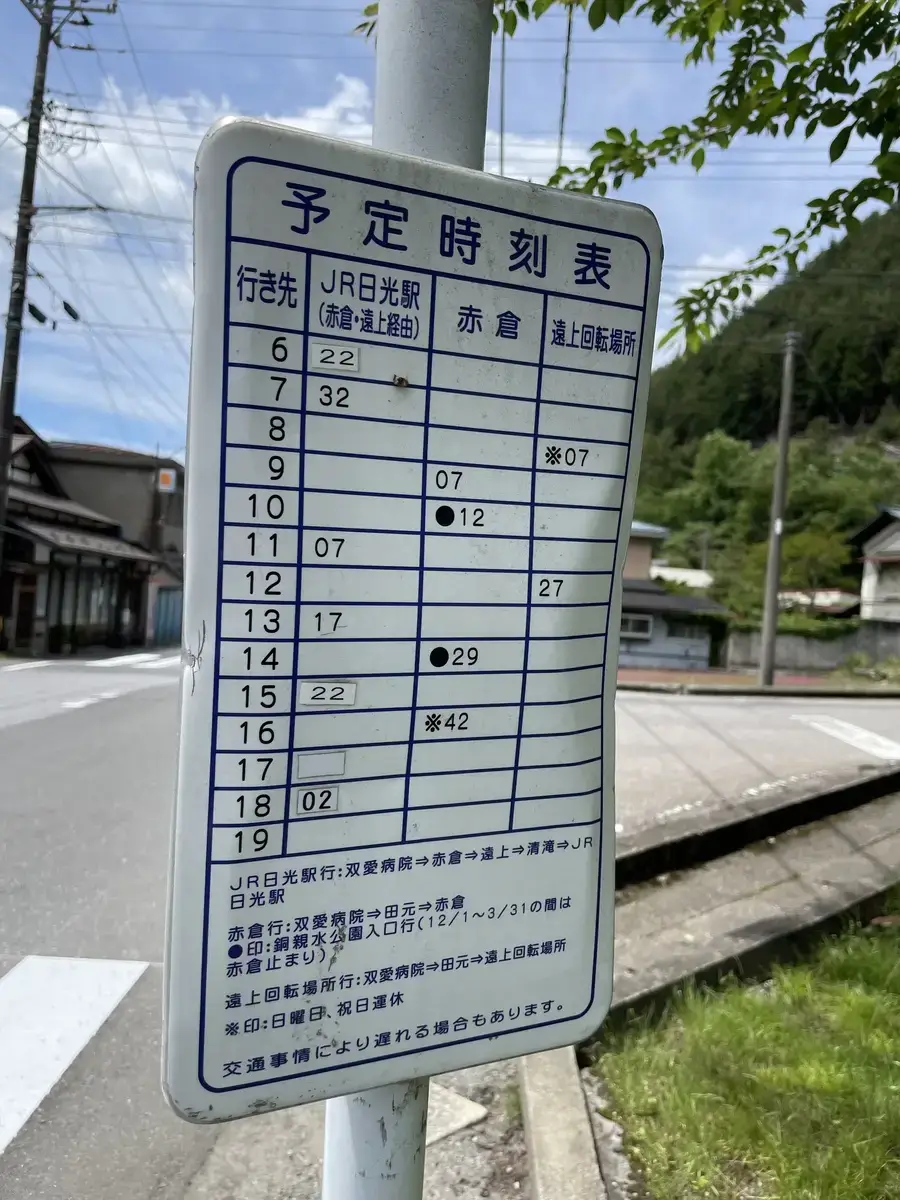 予定時刻表
行き先 JR日光駅 (赤倉・遠上経由) 赤倉 遠上回転場所
6 22
7 32
8 ※07
9 07
10 ●12
11 07
12 27
13 17
14 ●29
15 22
16 ※42
17
18 02
19
JR日光駅行:双愛病院⇒赤倉⇒遠上⇒清滝⇒JR
日光駅
赤倉行:双愛病院⇒田元⇒赤倉
●印:銅親水公園入口行(12/1～3/31の間は
赤倉止まり)
遠上回転場所行:双愛病院⇒田元⇒遠上回転場所
※印:日曜日、祝日運休
交通事情により遅れる場合もあります。